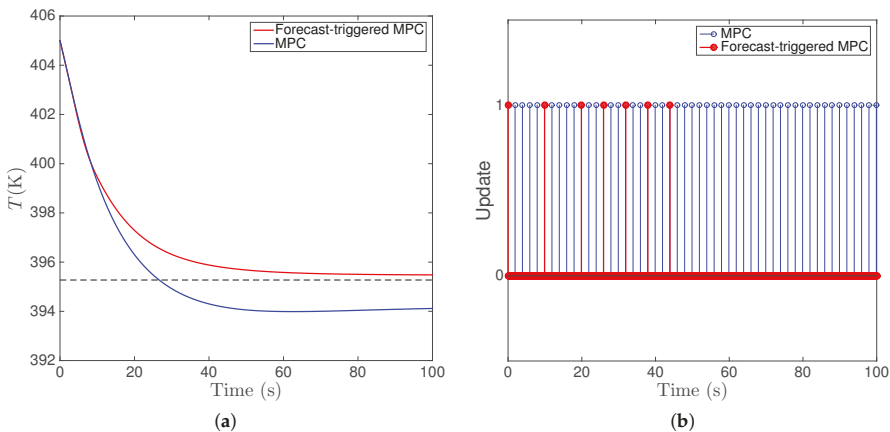 406
404
402
400
398
396
394
392
T(K)
0
20
40
60
80
100
Time (s)
Forecast-triggered MPC
MPC
(a)
MPC
Forecast-triggered MPC
1
0
Update
0
20
40
60
80
100
Time (s)
(b)